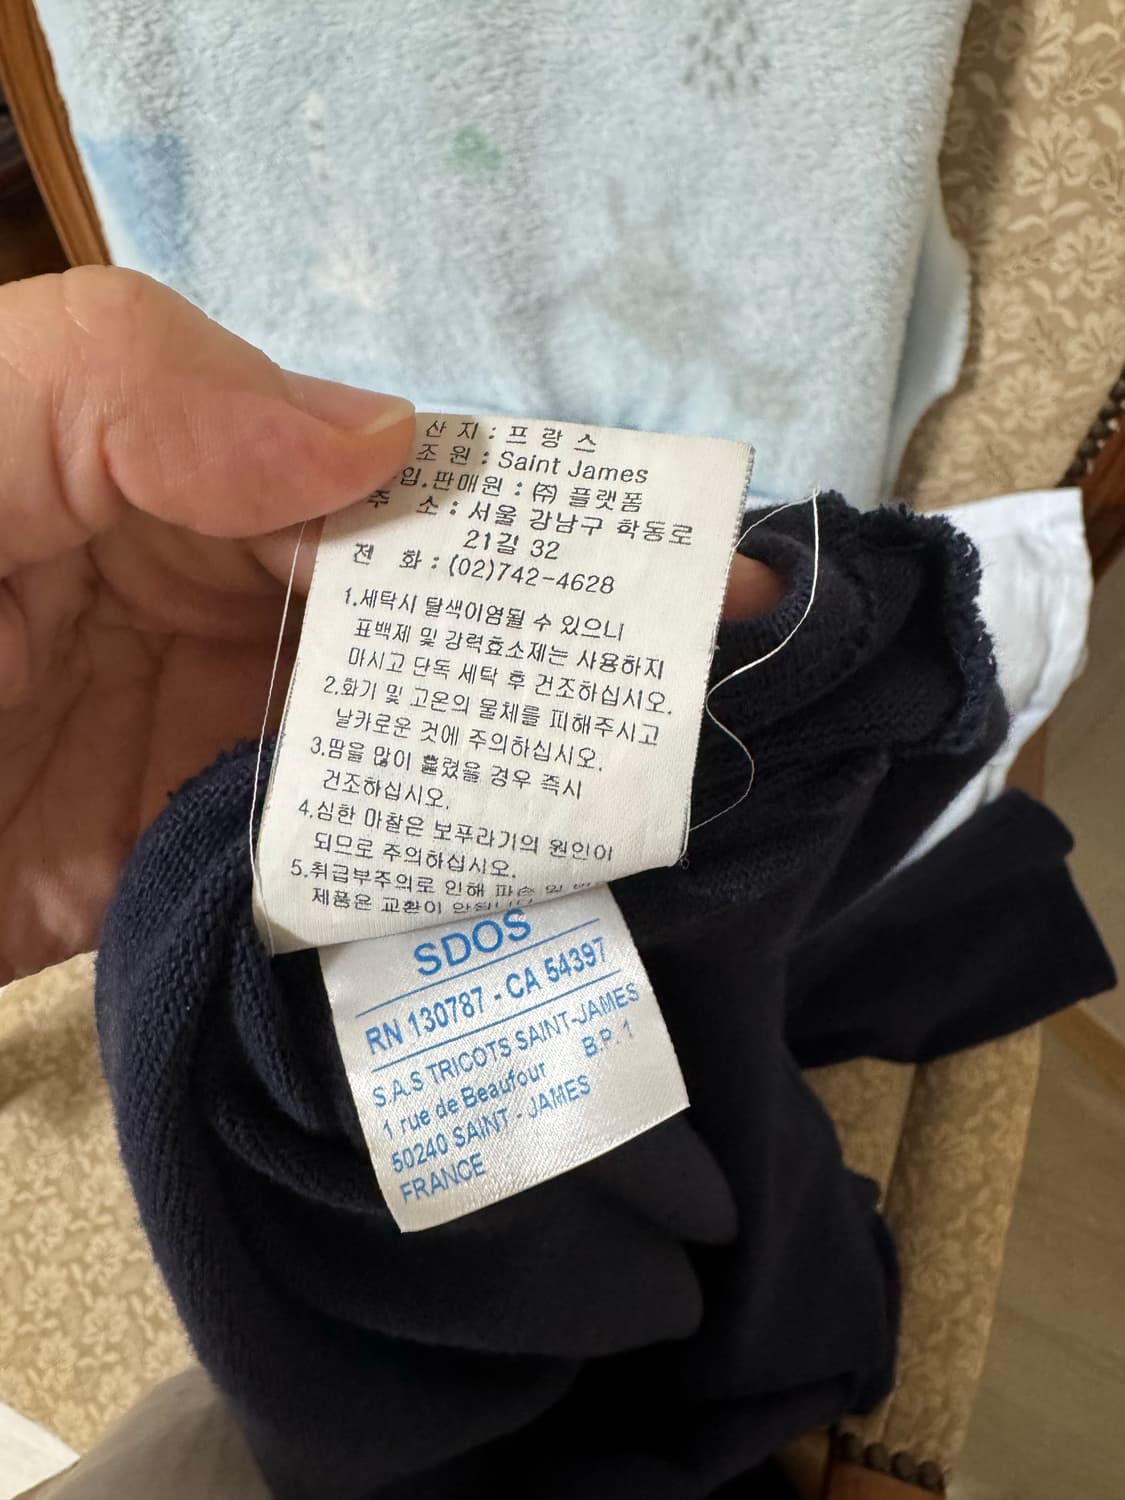 산 지 : 프 랑 스
조 원 : Saint James
입.판매원 : ㈜ 플랫폼
주 소 : 서울 강남구 학동로
21길 32
전 화 : (02)742-4628
1.세탁시 탈색이염될 수 있으니
표백제 및 강력효소제는 사용하지
마시고 단독 세탁 후 건조하십시오.
2.화기 및 고온의 물체를 피해주시고
날카로운 것에 주의하십시오.
3.땀을 많이 흘렸을 경우 즉시
건조하십시오.
4.심한 마찰은 보푸라기의 원인이
되므로 주의하십시오.
5.취급부주의로 인해 파손 및
제품은 교환이 안됩니다.
SDOS
RN 130787 - CA 54397
S.A.S TRICOTS SAINT-JAMES
1 rue de Beaufour B.P. 1
50240 SAINT - JAMES
FRANCE